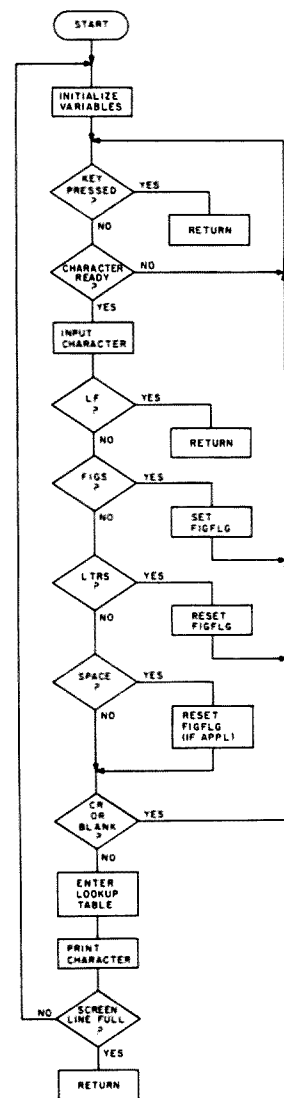 START
INITIALIZE
VARIABLES
KEY
PRESSED
?
YES
NO
RETURN
CHARACTER
READY
?
NO
YES
INPUT
CHARACTER
LF
?
YES
NO
RETURN
FIGS
?
YES
NO
SET
FIGFLG
LTRS
?
YES
NO
RESET
FIGFLG
SPACE
?
YES
NO
RESET
FIGFLG
(IF APPL)
CR
OR
BLANK
?
YES
NO
ENTER
LOOKUP
TABLE
PRINT
CHARACTER
NO
SCREEN
LINE FULL
?
YES
RETURN